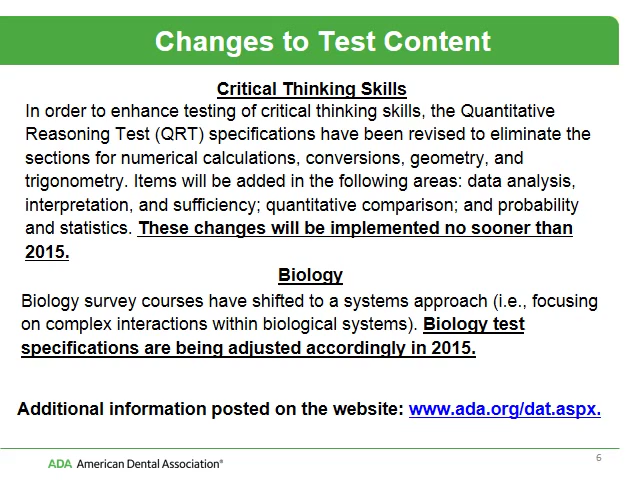 Changes to Test Content
Critical Thinking Skills
In order to enhance testing of critical thinking skills, the Quantitative
Reasoning Test (QRT) specifications have been revised to eliminate the
sections for numerical calculations, conversions, geometry, and
trigonometry. Items will be added in the following areas: data analysis,
interpretation, and sufficiency; quantitative comparison; and probability
and statistics. These changes will be implemented no sooner than
2015.
Biology
Biology survey courses have shifted to a systems approach (i.e., focusing
on complex interactions within biological systems). Biology test
specifications are being adjusted accordingly in 2015.
Additional information posted on the website: www.ada.org/dat.aspx.
6
ADA American Dental Association®